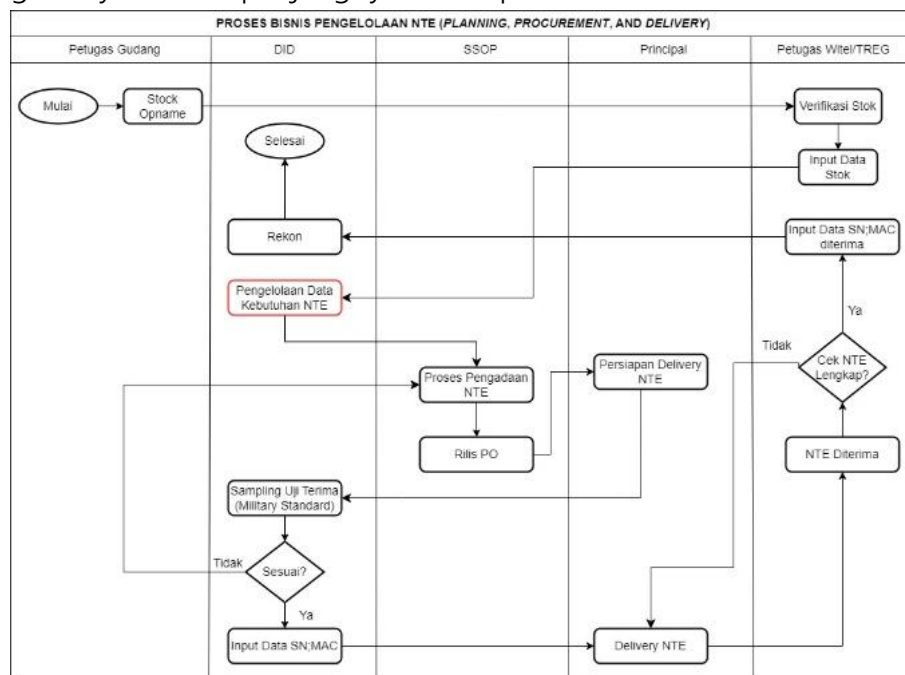 PROSES BISNIS PENGELOLAAN NTE (PLANNING, PROCUREMENT, AND DELIVERY)
Petugas Gudang
DID
SSOP
Principal
Petugas Witel/TREG
Mulai
Stock
Opname
Verifikasi Stok
Selesai
Input Data
Stok
Rekon
Input Data SN;MAC
diterima
Pengelolaan Data
Kebutuhan NTE
Ya
Tidak
Cek NTE
Lengkap?
Proses Pengadaan
NTE
Persiapan Delivery
NTE
Rilis PO
NTE Diterima
Sampling Uji Terima
(Military Standard)
Tidak
Sesuai?
Ya
Input Data SN;MAC
Delivery NTE